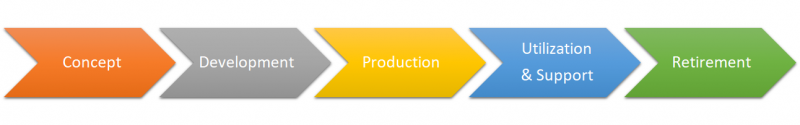 Concept
Development
Production
Utilization
& Support
Retirement